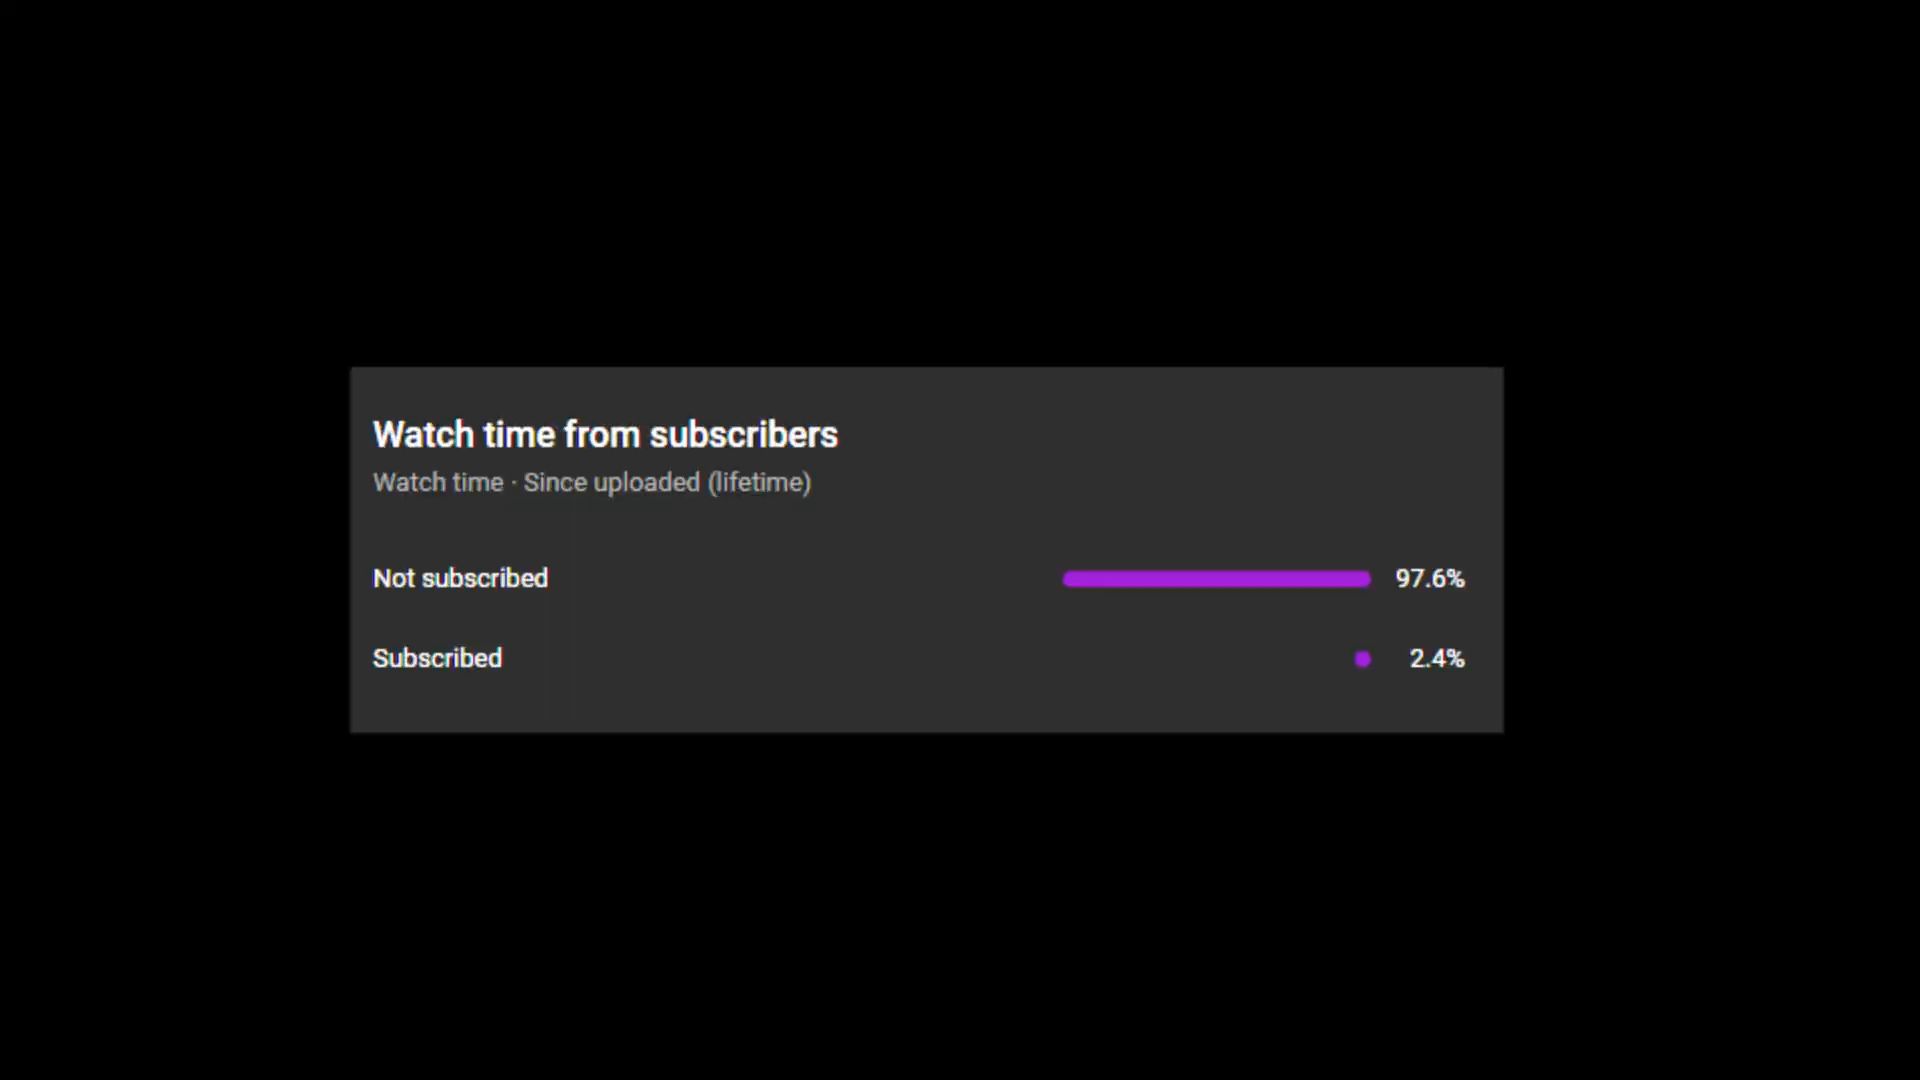 Watch time from subscribers
Watch time · Since uploaded (lifetime)
Not subscribed 97.6%
Subscribed 2.4%